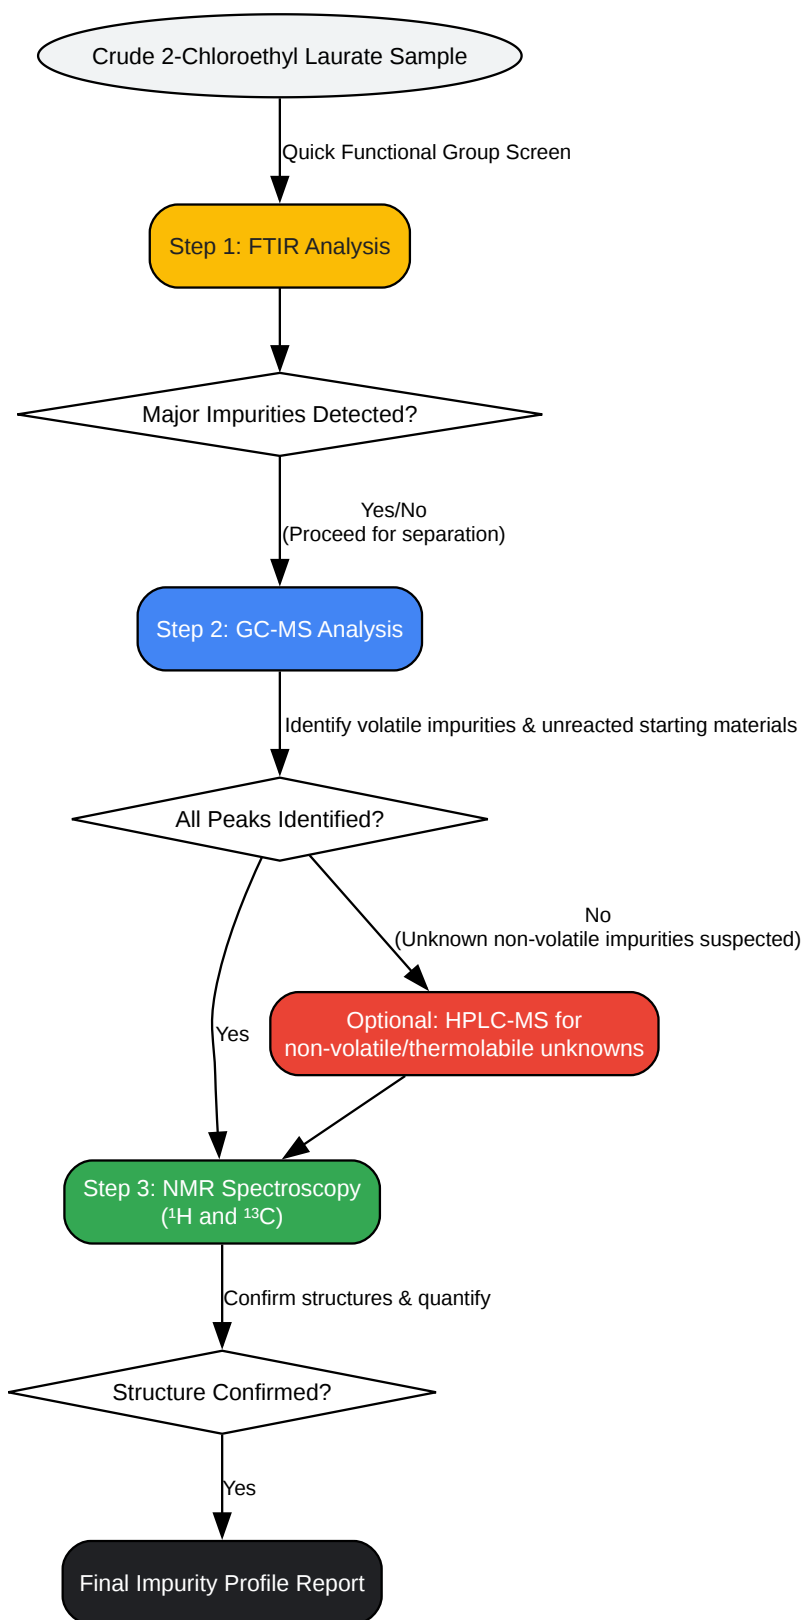 Crude 2-Chloroethyl Laurate Sample
Quick Functional Group Screen
Step 1: FTIR Analysis
Major Impurities Detected?
Yes/No
(Proceed for separation)
Step 2: GC-MS Analysis
Identify volatile impurities & unreacted starting materials
All Peaks Identified?
No
(Unknown non-volatile impurities suspected)
Optional: HPLC-MS for
non-volatile/thermolabile unknowns
Yes
Step 3: NMR Spectroscopy
(¹H and ¹³C)
Confirm structures & quantify
Structure Confirmed?
Yes
Final Impurity Profile Report